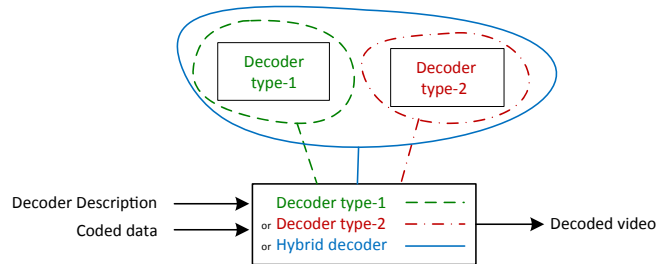 Decoder
type-1
Decoder
type-2
Decoder Description
Coded data
Decoder type-1
or Decoder type-2
or Hybrid decoder
Decoded video